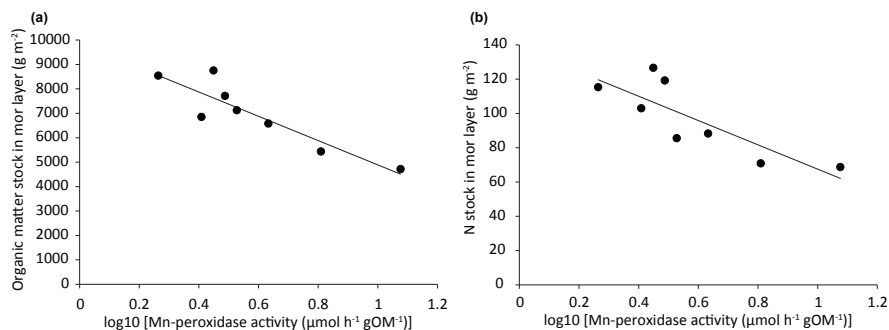 (a)
Organic matter stock in mor layer (g m⁻²)
10000
9000
8000
7000
6000
5000
4000
3000
2000
1000
0
0 0.2 0.4 0.6 0.8 1 1.2
log10 [Mn-peroxidase activity (μmol h⁻¹ gOM⁻¹)]
(b)
N stock in mor layer (g m⁻²)
140
120
100
80
60
40
20
0
0 0.2 0.4 0.6 0.8 1 1.2
log10 [Mn-peroxidase activity (μmol h⁻¹ gOM⁻¹)]